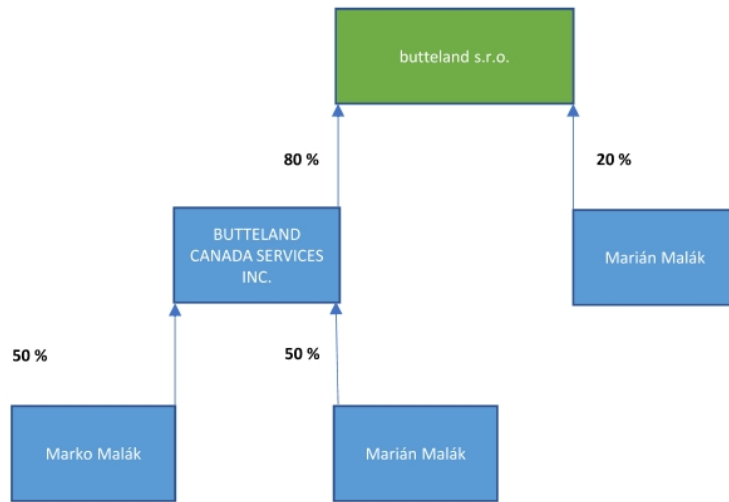 butteland s.r.o.
80 %
20 %
BUTTELAND
CANADA SERVICES
INC.
Marián Malák
50 %
50 %
Marko Malák
Marián Malák